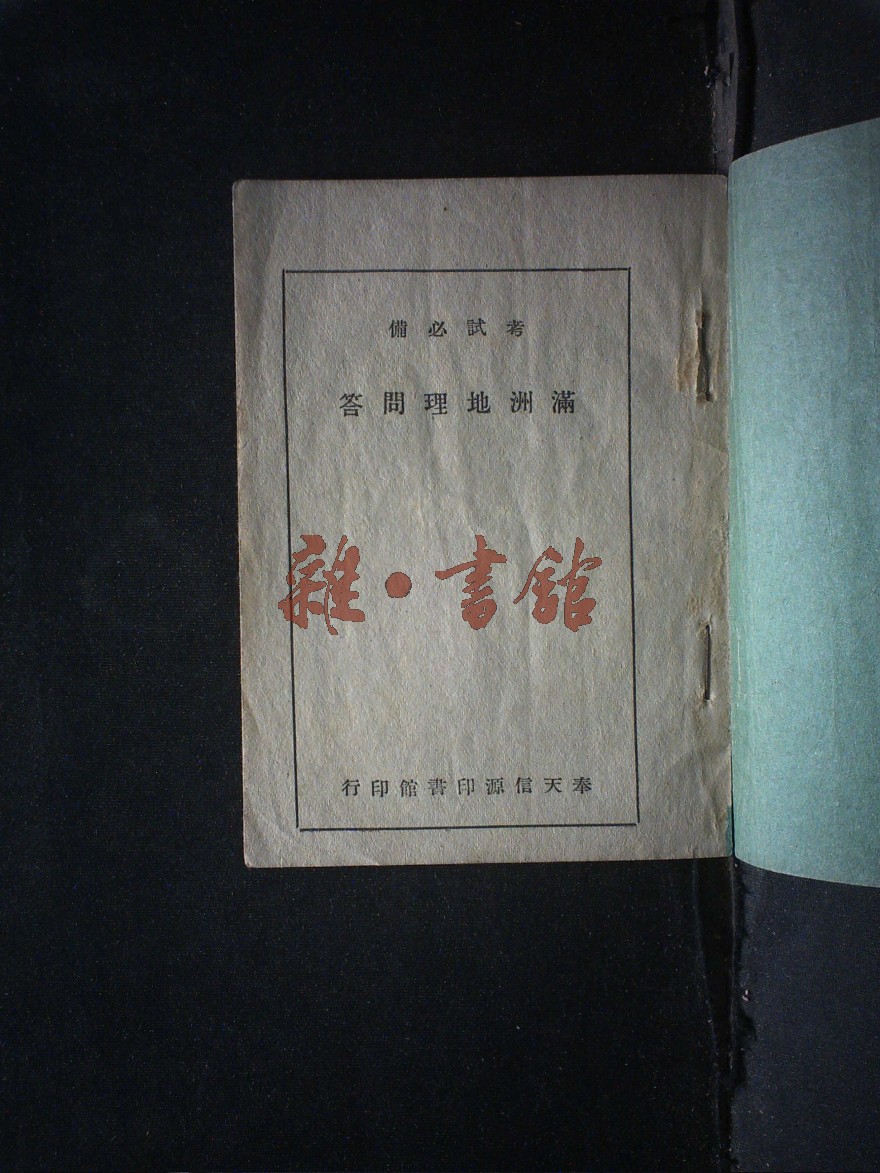 考試必備
滿洲地理問答
雜·書館
奉天信源印書館印行